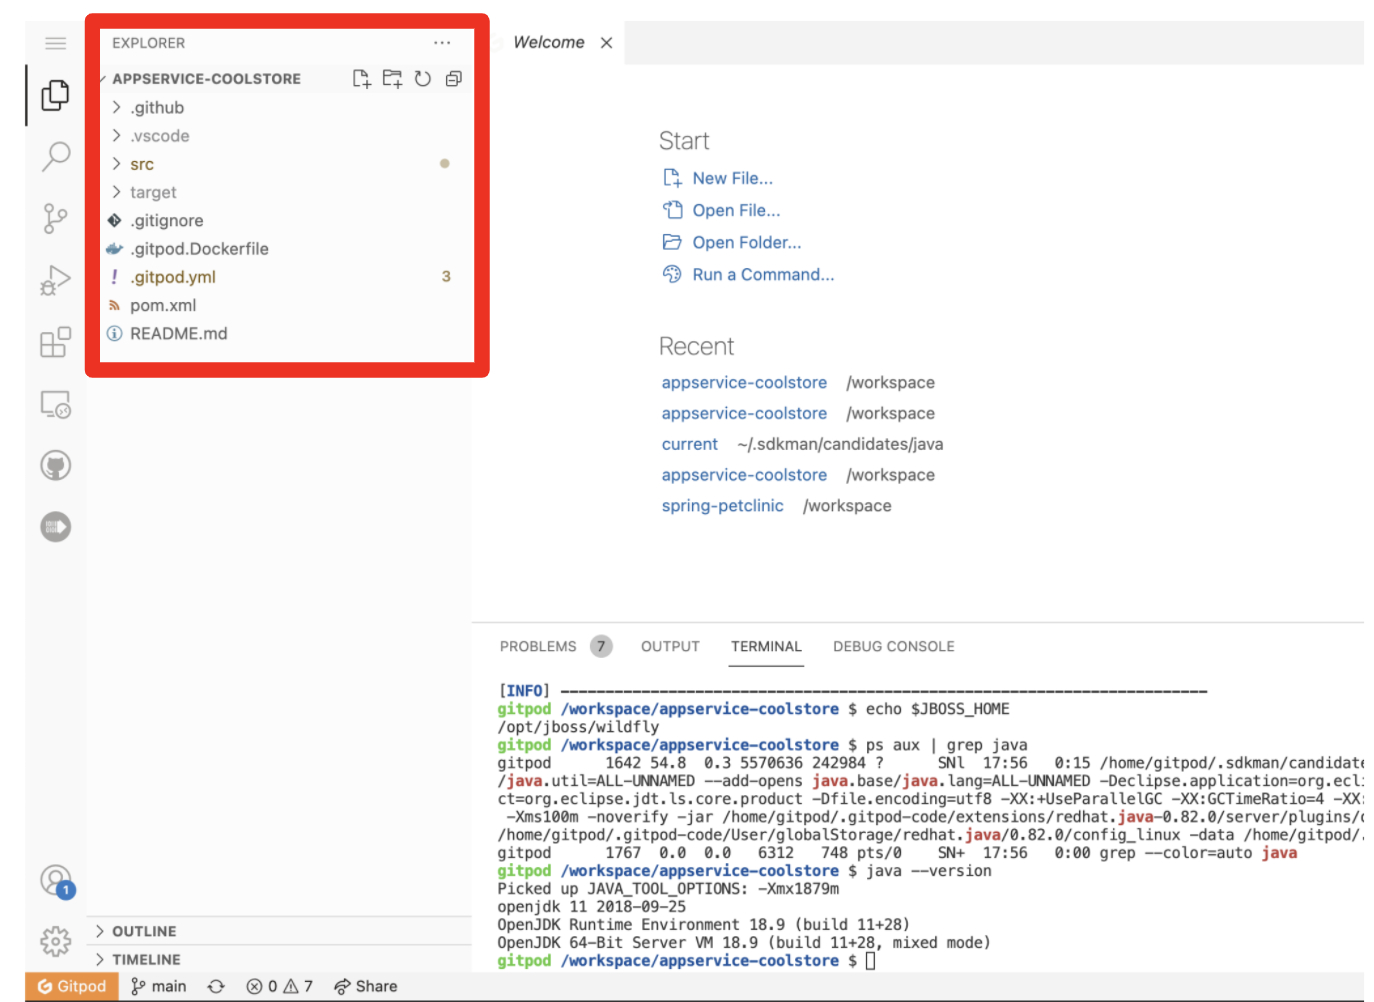 EXPLORER
APPSERVICE-COOLSTORE
.github
.vscode
src
target
.gitignore
.gitpod.Dockerfile
! .gitpod.yml 3
pom.xml
README.md
OUTLINE
TIMELINE
Welcome
Start
New File...
Open File...
Open Folder...
Run a Command...
Recent
appservice-coolstore /workspace
appservice-coolstore /workspace
current ~/.sdkman/candidates/java
appservice-coolstore /workspace
spring-petclinic /workspace
PROBLEMS 7 OUTPUT TERMINAL DEBUG CONSOLE
[INFO] ------------------------------------------------------------------------
gitpod /workspace/appservice-coolstore $ echo $JBOSS_HOME
/opt/jboss/wildfly
gitpod /workspace/appservice-coolstore $ ps aux | grep java
gitpod 1642 54.8 0.3 5570636 242984 ? SNl 17:56 0:15 /home/gitpod/.sdkman/candidate
/java.util=ALL-UNNAMED --add-opens java.base/java.lang=ALL-UNNAMED -Declipse.application=org.ecl
ct=org.eclipse.jdt.ls.core.product -Dfile.encoding=utf8 -XX:+UseParallelGC -XX:GCTimeRatio=4 -XX:
-Xms100m -noverify -jar /home/gitpod/.gitpod-code/extensions/redhat.java-0.82.0/server/plugins/
/home/gitpod/.gitpod-code/User/globalStorage/redhat.java/0.82.0/config_linux -data /home/gitpod/.
gitpod 1767 0.0 0.0 6312 748 pts/0 SN+ 17:56 0:00 grep --color=auto java
gitpod /workspace/appservice-coolstore $ java --version
Picked up JAVA_TOOL_OPTIONS: -Xmx1879m
openjdk 11 2018-09-25
OpenJDK Runtime Environment 18.9 (build 11+28)
OpenJDK 64-Bit Server VM 18.9 (build 11+28, mixed mode)
gitpod /workspace/appservice-coolstore $
1
Gitpod main 0 7 Share